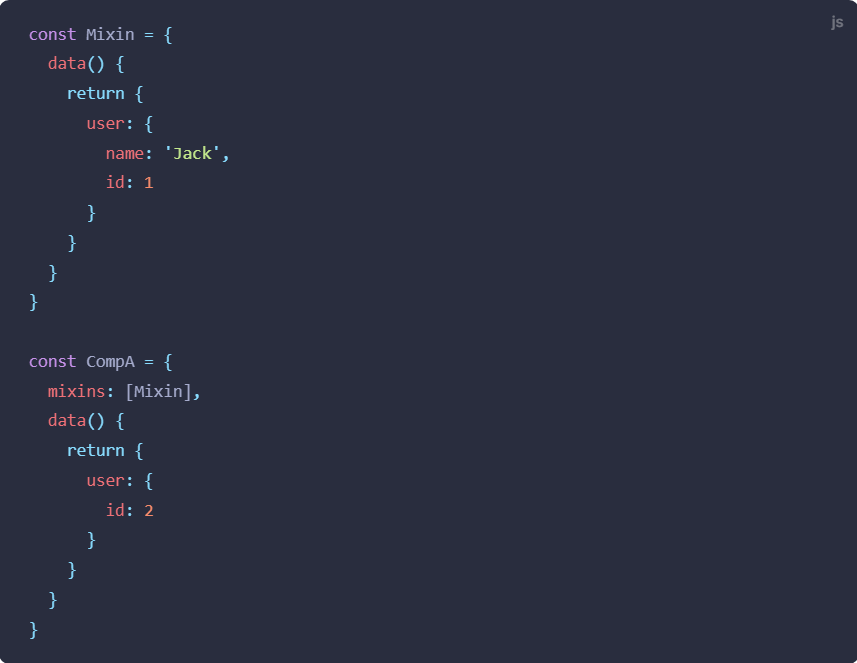 js
const Mixin = {
  data() {
    return {
      user: {
        name: 'Jack',
        id: 1
      }
    }
  }
}

const CompA = {
  mixins: [Mixin],
  data() {
    return {
      user: {
        id: 2
      }
    }
  }
}